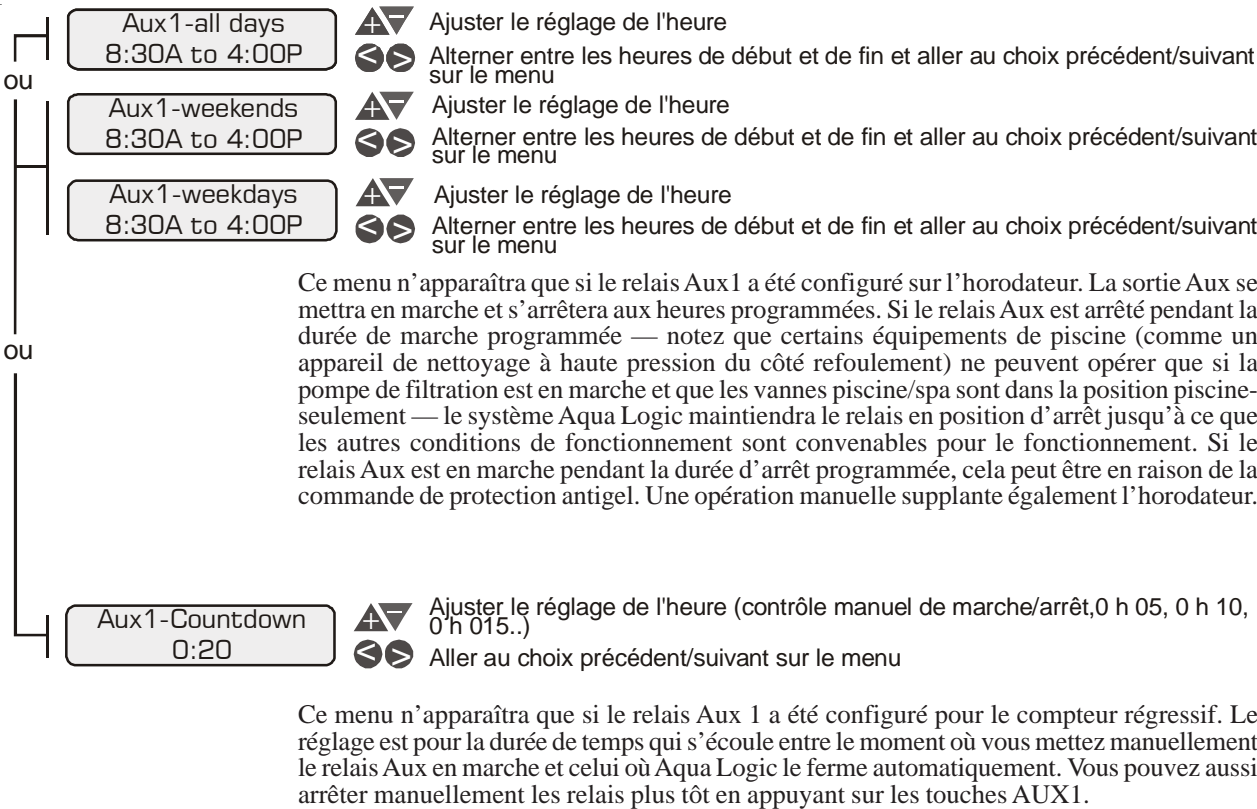 Aux1-all days
8:30A to 4:00P
+ − Ajuster le réglage de l'heure
< > Alterner entre les heures de début et de fin et aller au choix précédent/suivant
sur le menu
ou
Aux1-weekends
8:30A to 4:00P
+ − Ajuster le réglage de l'heure
< > Alterner entre les heures de début et de fin et aller au choix précédent/suivant
sur le menu
Aux1-weekdays
8:30A to 4:00P
+ − Ajuster le réglage de l'heure
< > Alterner entre les heures de début et de fin et aller au choix précédent/suivant
sur le menu
Ce menu n’apparaîtra que si le relais Aux1 a été configuré sur l’horodateur. La sortie Aux se
mettra en marche et s’arrêtera aux heures programmées. Si le relais Aux est arrêté pendant la
durée de marche programmée — notez que certains équipements de piscine (comme un
appareil de nettoyage à haute pression du côté refoulement) ne peuvent opérer que si la
pompe de filtration est en marche et que les vannes piscine/spa sont dans la position piscine-
seulement — le système Aqua Logic maintiendra le relais en position d’arrêt jusqu’à ce que
les autres conditions de fonctionnement sont convenables pour le fonctionnement. Si le
relais Aux est en marche pendant la durée d’arrêt programmée, cela peut être en raison de la
commande de protection antigel. Une opération manuelle supplante également l’horodateur.
ou
Aux1-Countdown
0:20
+ − Ajuster le réglage de l'heure (contrôle manuel de marche/arrêt,0 h 05, 0 h 10,
0 h 015..)
< > Aller au choix précédent/suivant sur le menu
Ce menu n’apparaîtra que si le relais Aux 1 a été configuré pour le compteur régressif. Le
réglage est pour la durée de temps qui s’écoule entre le moment où vous mettez manuellement
le relais Aux en marche et celui où Aqua Logic le ferme automatiquement. Vous pouvez aussi
arrêter manuellement les relais plus tôt en appuyant sur les touches AUX1.